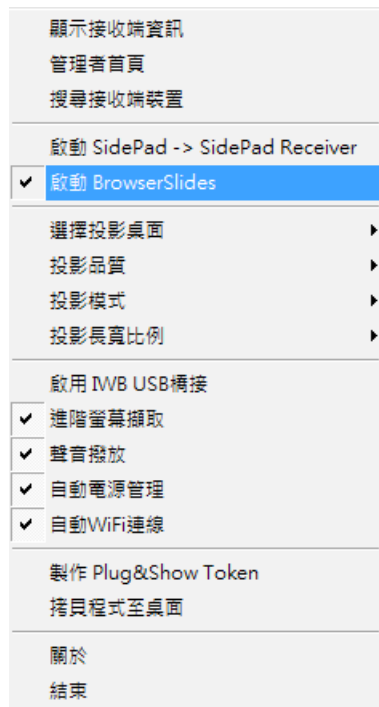 顯示接收端資訊
管理者首頁
搜尋接收端裝置
啟動 SidePad -> SidePad Receiver
啟動 BrowserSlides
選擇投影桌面
投影品質
投影模式
投影長寬比例
啟用 IWB USB橋接
進階螢幕擷取
聲音撥放
自動電源管理
自動WiFi連線
製作 Plug&Show Token
拷貝程式至桌面
關於
結束